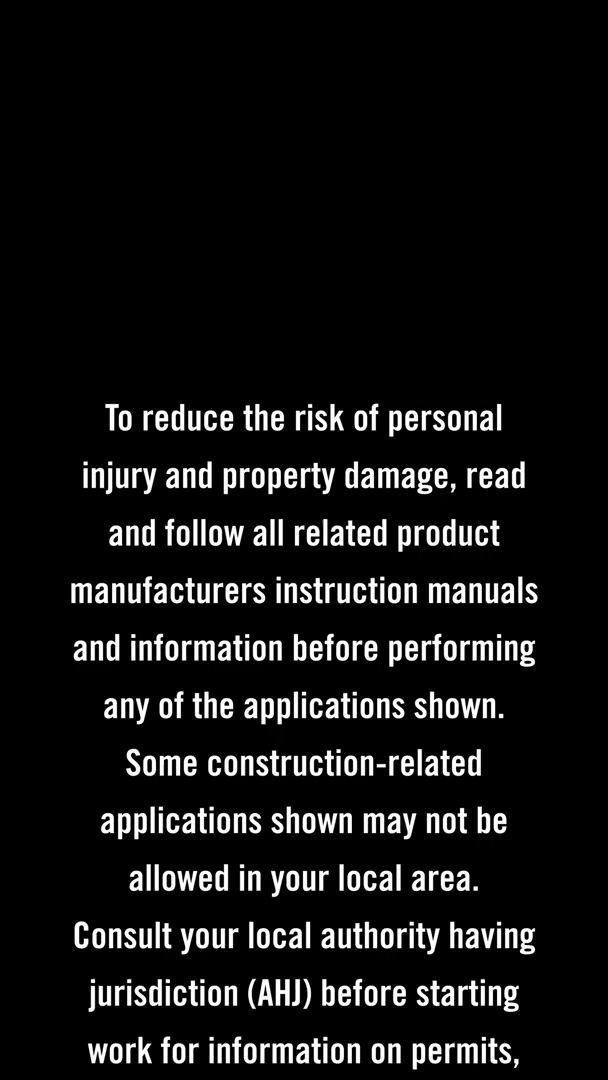 To reduce the risk of personal
injury and property damage, read
and follow all related product
manufacturers instruction manuals
and information before performing
any of the applications shown.
Some construction-related
applications shown may not be
allowed in your local area.
Consult your local authority having
jurisdiction (AHJ) before starting
work for information on permits,